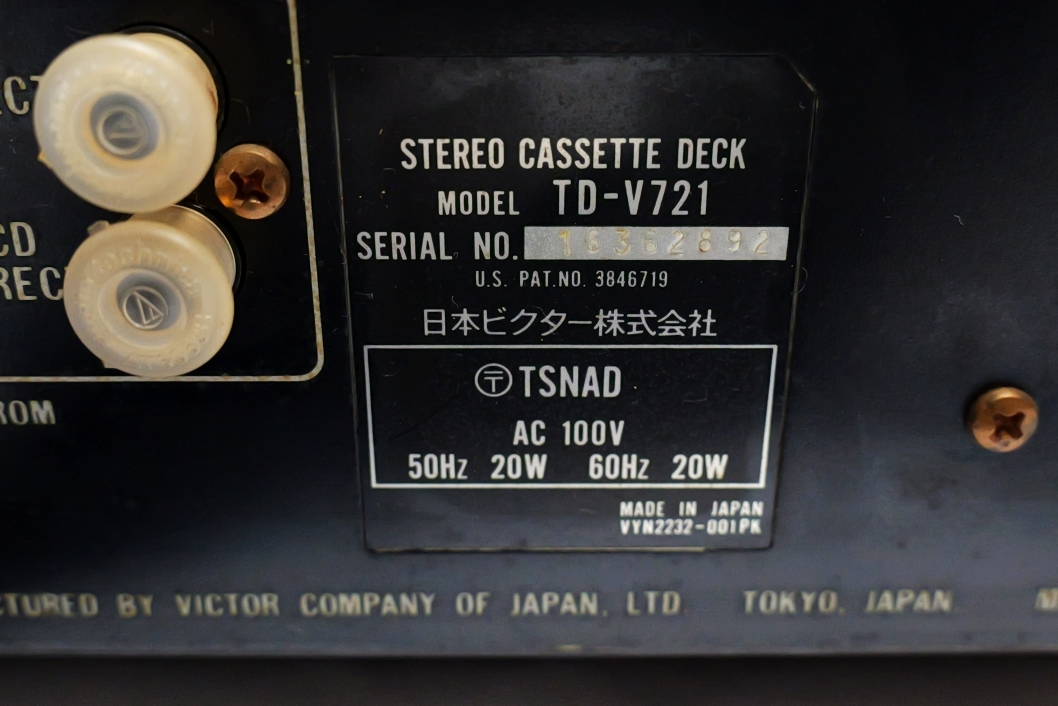 CD
STEREO CASSETTE DECK
MODEL TD-V721
SERIAL NO. 16362892
U.S. PAT.NO. 3846719
日本ビクター株式会社
〶 TSNAD
AC 100V
50Hz 20W 60Hz 20W
MADE IN JAPAN
VYN2232-001PK
CTURED BY VICTOR COMPANY OF JAPAN, LTD. TOKYO, JAPAN